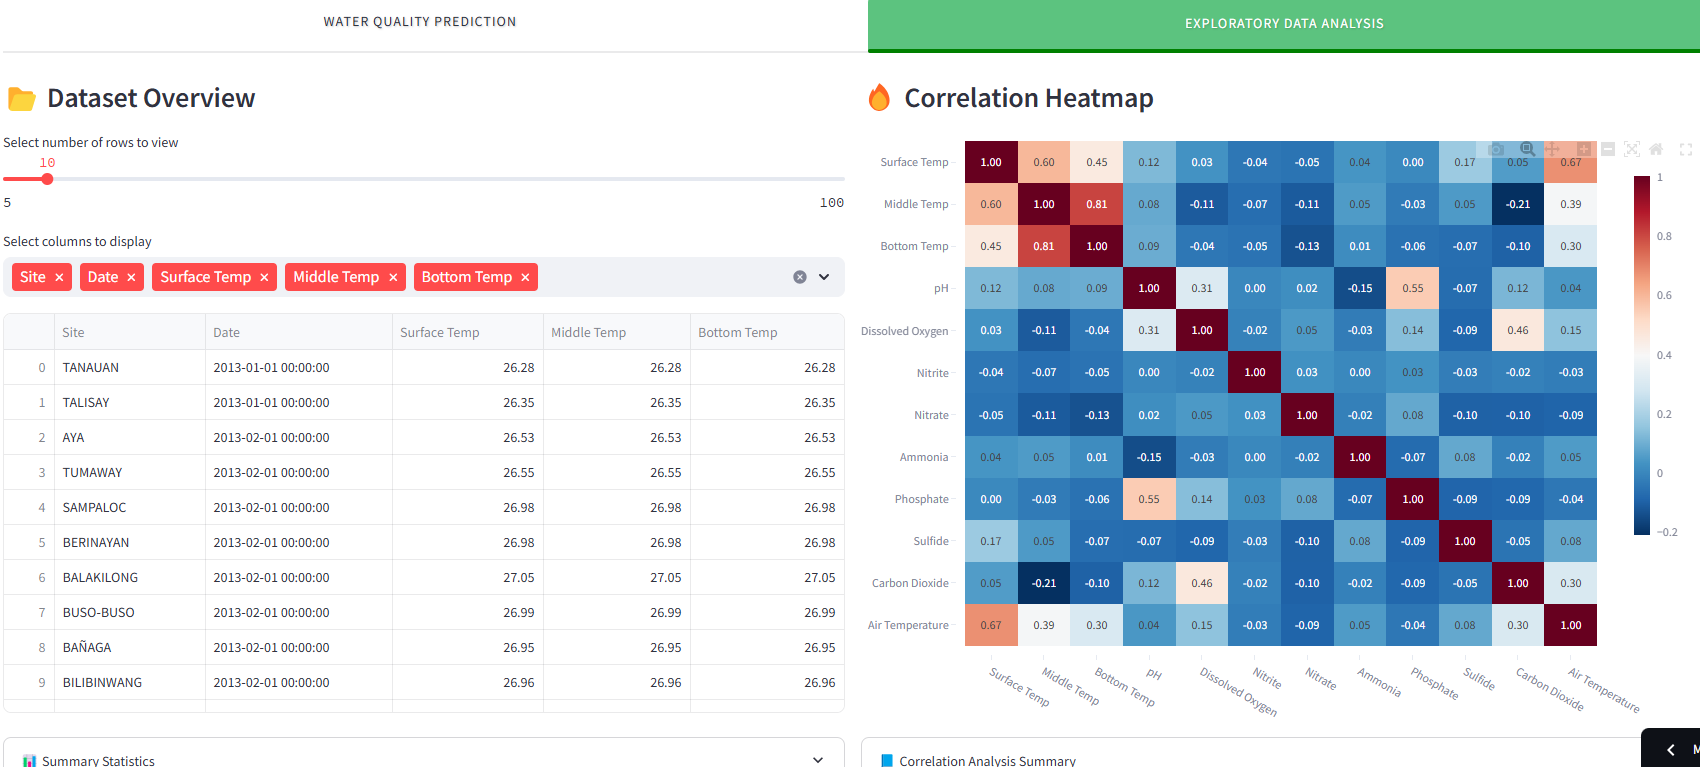 WATER QUALITY PREDICTION
EXPLORATORY DATA ANALYSIS
Dataset Overview
Select number of rows to view
10
5 100
Select columns to display
Site × Date × Surface Temp × Middle Temp × Bottom Temp ×
Site Date Surface Temp Middle Temp Bottom Temp
0 TANAUAN 2013-01-01 00:00:00 26.28 26.28 26.28
1 TALISAY 2013-01-01 00:00:00 26.35 26.35 26.35
2 AYA 2013-02-01 00:00:00 26.53 26.53 26.53
3 TUMAWAY 2013-02-01 00:00:00 26.55 26.55 26.55
4 SAMPALOC 2013-02-01 00:00:00 26.98 26.98 26.98
5 BERINAYAN 2013-02-01 00:00:00 26.98 26.98 26.98
6 BALAKILONG 2013-02-01 00:00:00 27.05 27.05 27.05
7 BUSO-BUSO 2013-02-01 00:00:00 26.99 26.99 26.99
8 BAÑAGA 2013-02-01 00:00:00 26.95 26.95 26.95
9 BILIBINWANG 2013-02-01 00:00:00 26.96 26.96 26.96
Summary Statistics
Correlation Heatmap
Surface Temp 1.00 0.60 0.45 0.12 0.03 -0.04 -0.05 0.04 0.00 0.17 0.05 0.67
Middle Temp 0.60 1.00 0.81 0.08 -0.11 -0.07 -0.11 0.05 -0.03 0.05 -0.21 0.39
Bottom Temp 0.45 0.81 1.00 0.09 -0.04 -0.05 -0.13 0.01 -0.06 -0.07 -0.10 0.30
pH 0.12 0.08 0.09 1.00 0.31 0.00 0.02 -0.15 0.55 -0.07 0.12 0.04
Dissolved Oxygen 0.03 -0.11 -0.04 0.31 1.00 -0.02 0.05 -0.03 0.14 -0.09 0.46 0.15
Nitrite -0.04 -0.07 -0.05 0.00 -0.02 1.00 0.03 0.00 0.03 -0.03 -0.02 -0.03
Nitrate -0.05 -0.11 -0.13 0.02 0.05 0.03 1.00 -0.02 0.08 -0.10 -0.10 -0.09
Ammonia 0.04 0.05 0.01 -0.15 -0.03 0.00 -0.02 1.00 -0.07 0.08 -0.02 0.05
Phosphate 0.00 -0.03 -0.06 0.55 0.14 0.03 0.08 -0.07 1.00 -0.09 -0.09 -0.04
Sulfide 0.17 0.05 -0.07 -0.07 -0.09 -0.03 -0.10 0.08 -0.09 1.00 -0.05 0.08
Carbon Dioxide 0.05 -0.21 -0.10 0.12 0.46 -0.02 -0.10 -0.02 -0.09 -0.05 1.00 0.30
Air Temperature 0.67 0.39 0.30 0.04 0.15 -0.03 -0.09 0.05 -0.04 0.08 0.30 1.00
Surface Temp Middle Temp Bottom Temp pH Dissolved Oxygen Nitrite Nitrate Ammonia Phosphate Sulfide Carbon Dioxide Air Temperature
1
0.8
0.6
0.4
0.2
0
−0.2
Correlation Analysis Summary